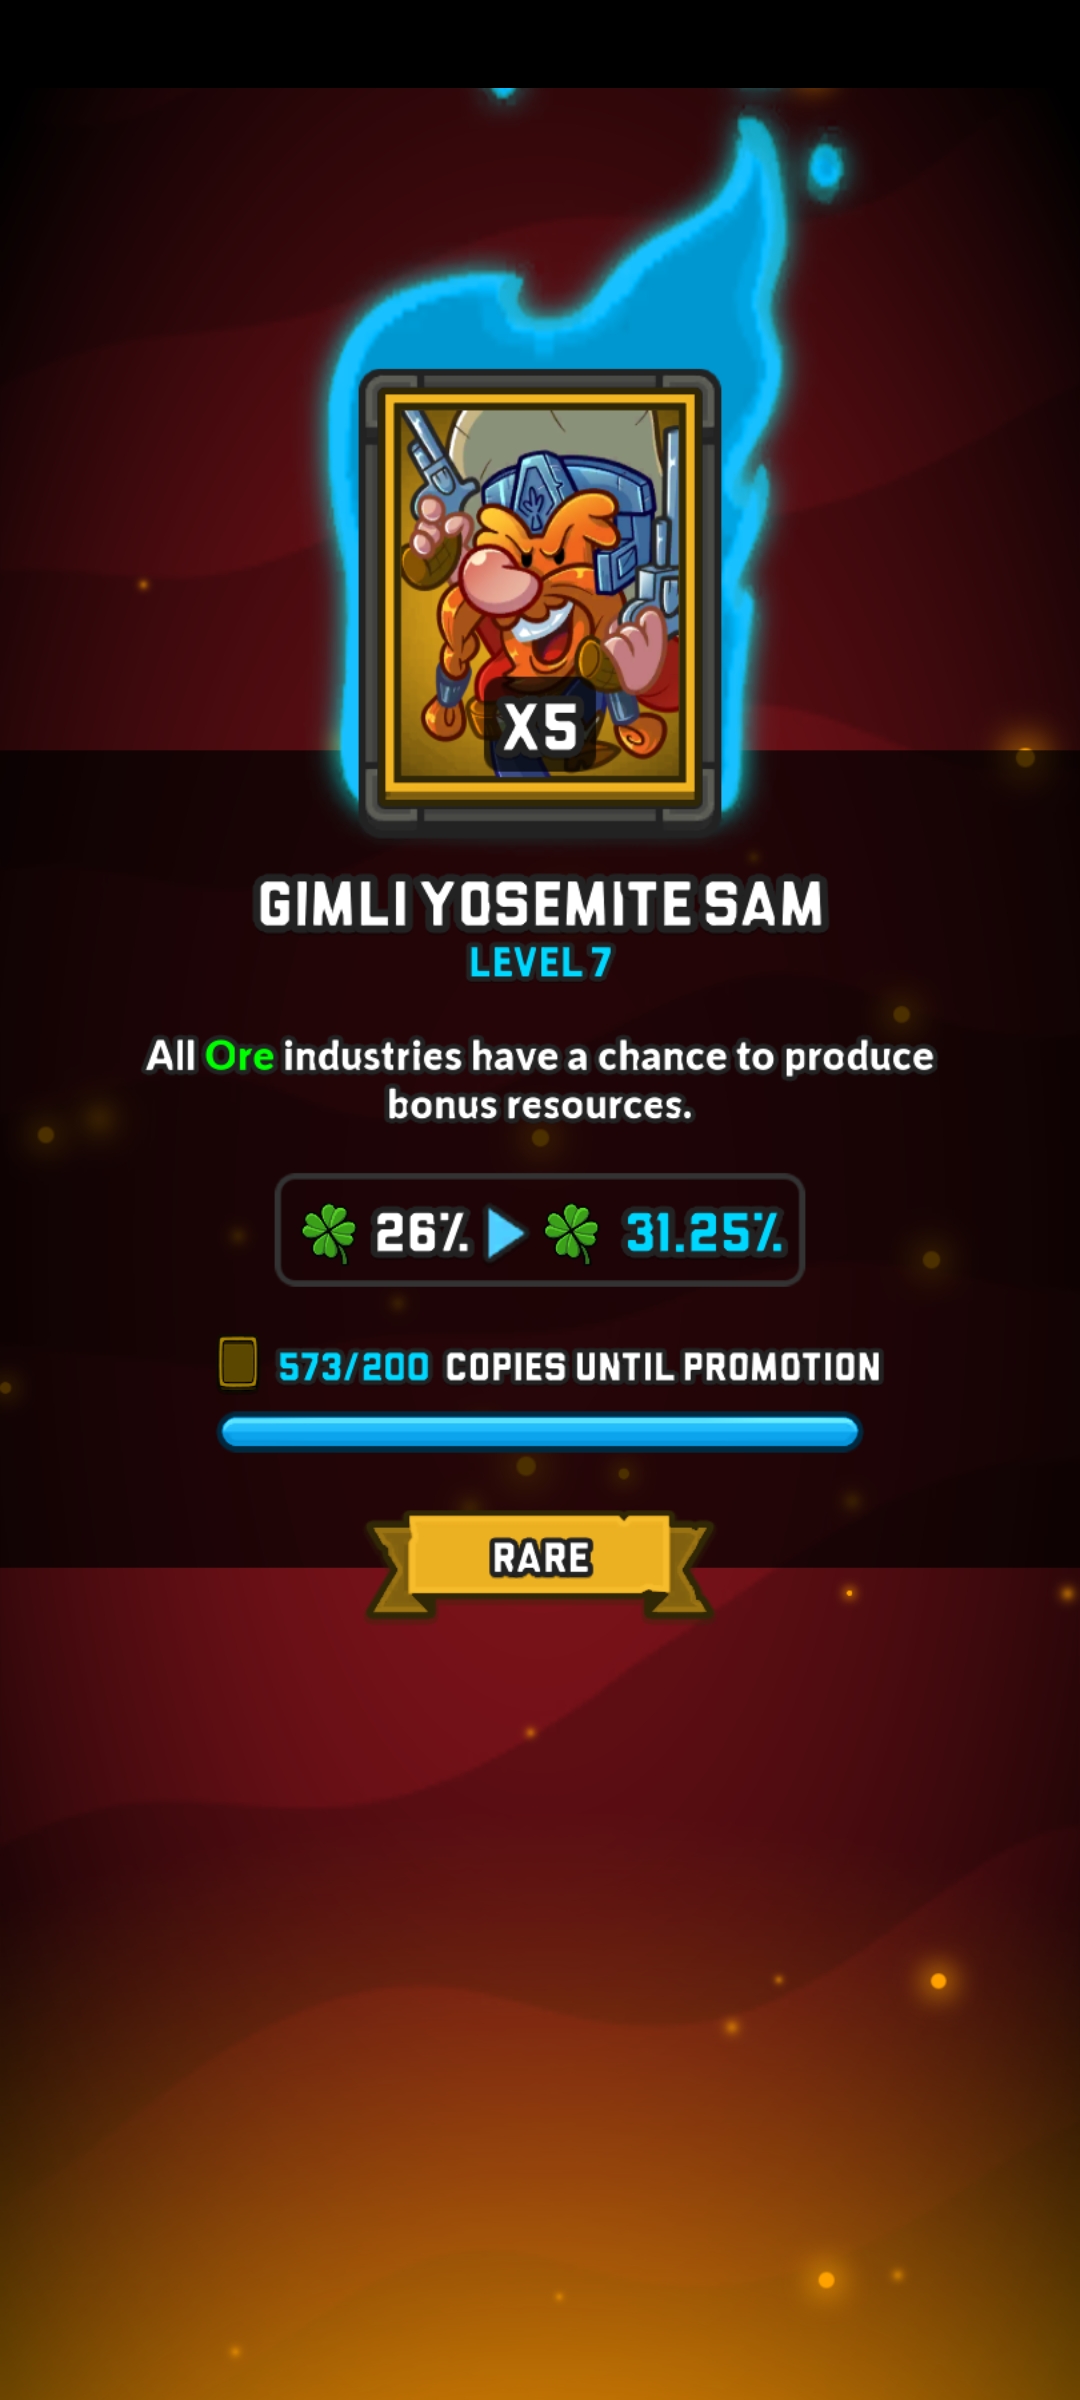 X5
GIMLI YOSEMITE SAM
LEVEL 7
All Ore industries have a chance to produce
bonus resources.
26% 31.25%
573/200 COPIES UNTIL PROMOTION
RARE